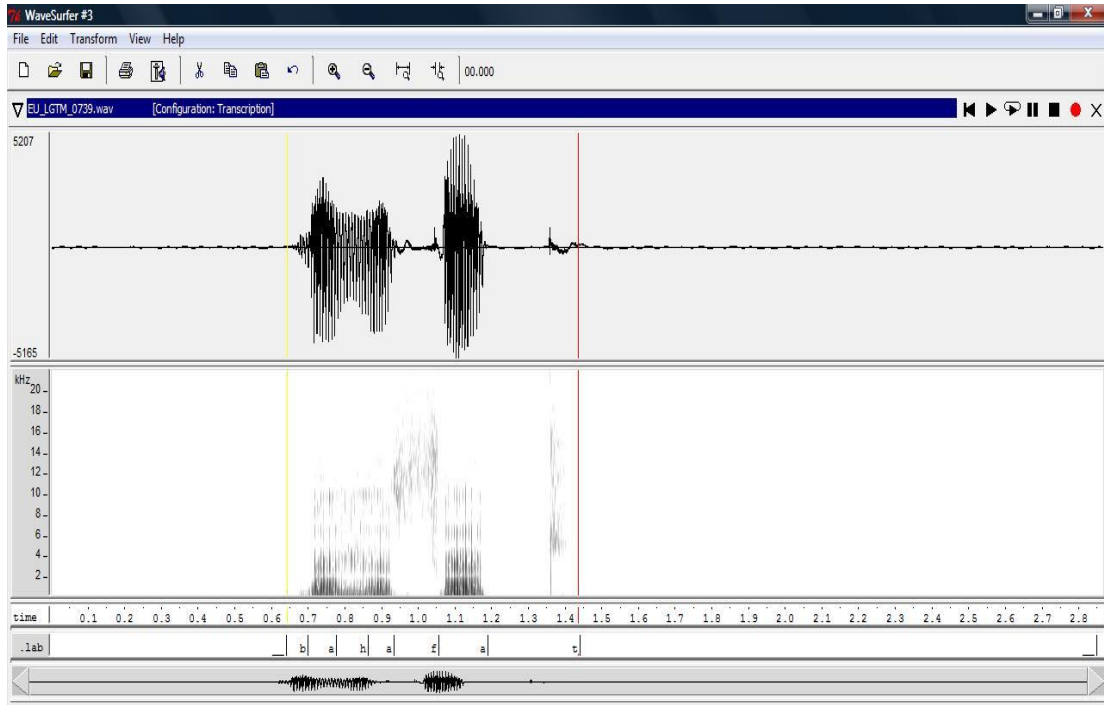 WaveSurfer #3
File Edit Transform View Help
00.000
EU_LGTM_0739.wav [Configuration: Transcription]
5207
-5165
kHz
20
18
16
14
12
10
8
6
4
2
time 0.1 0.2 0.3 0.4 0.5 0.6 0.7 0.8 0.9 1.0 1.1 1.2 1.3 1.4 1.5 1.6 1.7 1.8 1.9 2.0 2.1 2.2 2.3 2.4 2.5 2.6 2.7 2.8
.lab __ b a h a f a t __